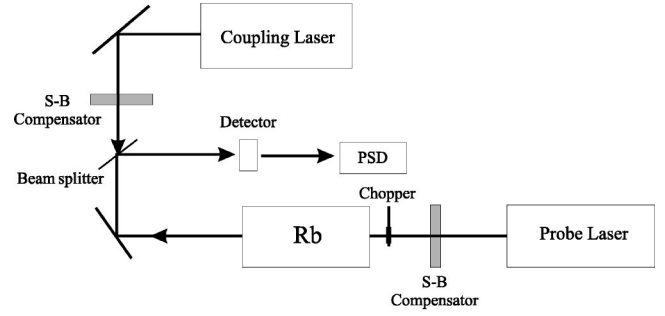 Coupling Laser
S-B
Compensator
Detector
PSD
Beam splitter
Chopper
Rb
Probe Laser
S-B
Compensator